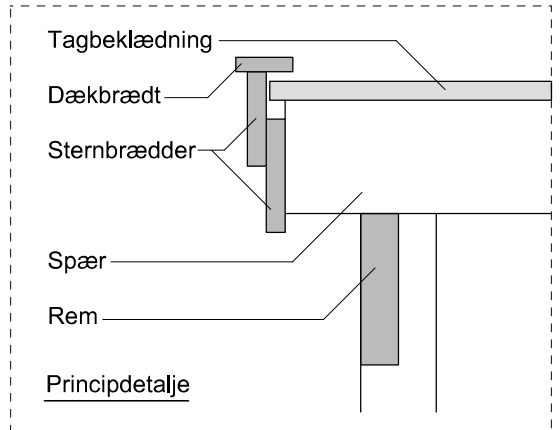 Tagbeklædning
Dækbrædt
Sternbrædder
Spær
Rem
Principdetalje